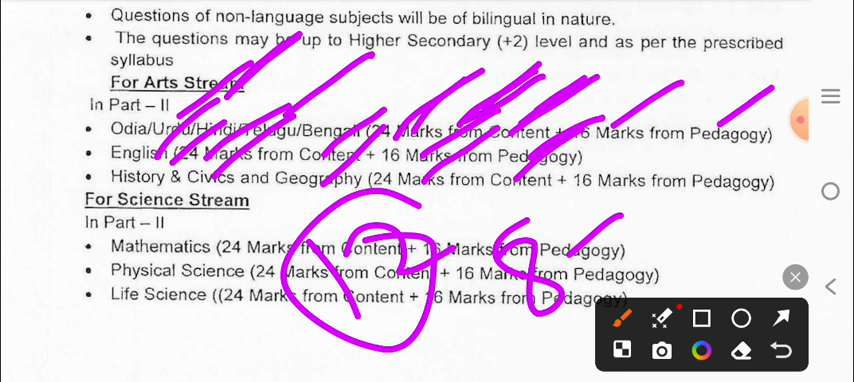 • Questions of non-language subjects will be of bilingual in nature.
• The questions may be up to Higher Secondary (+2) level and as per the prescribed
syllabus
For Arts Stream
In Part – II
• Odia/Urdu/Hindi/Telugu/Bengali (24 Marks from Content + 16 Marks from Pedagogy)
• English (24 Marks from Content + 16 Marks from Pedagogy)
• History & Civics and Geography (24 Marks from Content + 16 Marks from Pedagogy)
For Science Stream
In Part – II
• Mathematics (24 Marks from Content + 16 Marks from Pedagogy)
• Physical Science (24 Marks from Content + 16 Marks from Pedagogy)
• Life Science ((24 Marks from Content + 16 Marks from Pedagogy)
12 8